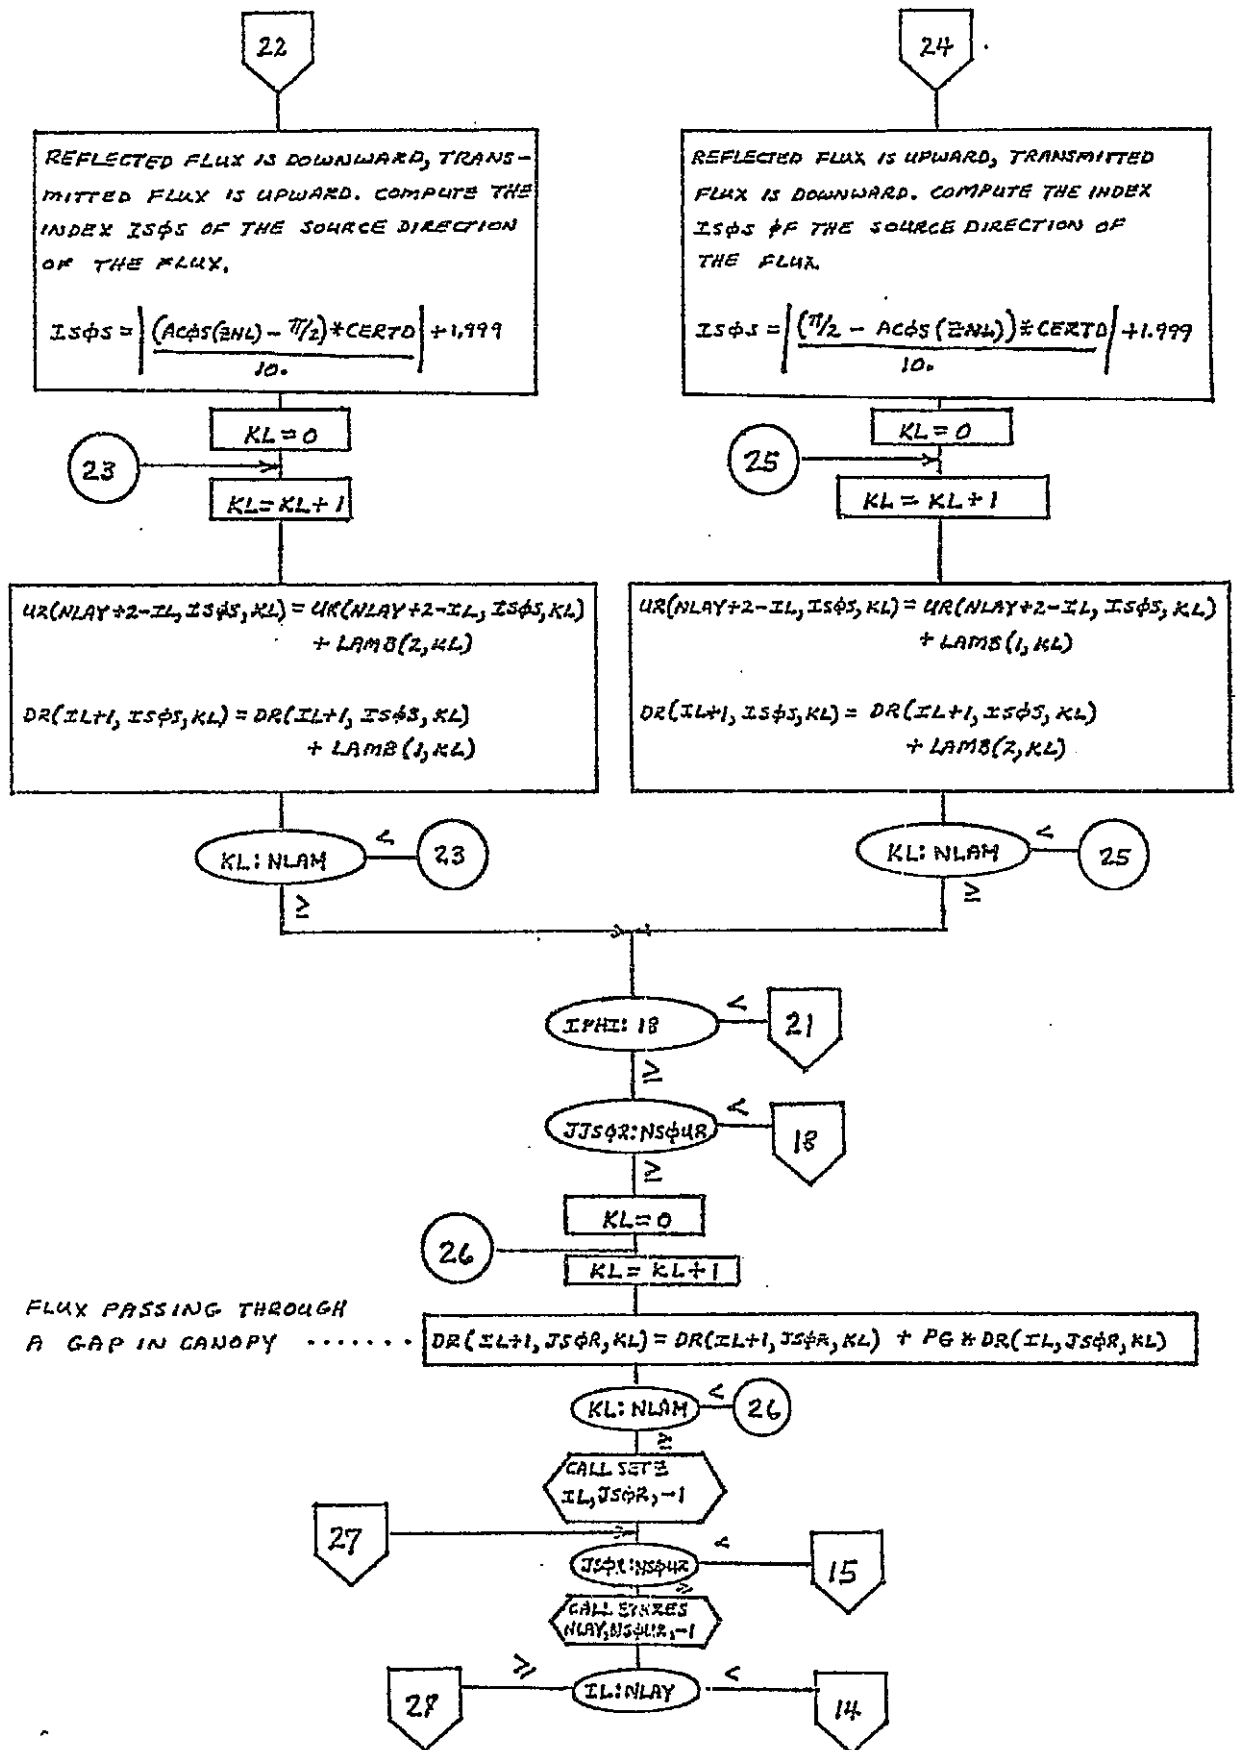 22
REFLECTED FLUX IS DOWNWARD, TRANS-
MITTED FLUX IS UPWARD. COMPUTE THE
INDEX ISφS OF THE SOURCE DIRECTION
OF THE FLUX.
ISφS = |(ACφS(ZNL) - π/2)*CERTD / 10.| + 1.999
KL = 0
23
KL = KL + 1
UR(NLAY+2-IL, ISφS, KL) = UR(NLAY+2-IL, ISφS, KL)
+ LAMB(2, KL)
DR(IL+1, ISφS, KL) = DR(IL+1, ISφS, KL)
+ LAMB(1, KL)
KL: NLAM
<
23
≥
24
REFLECTED FLUX IS UPWARD, TRANSMITTED
FLUX IS DOWNWARD. COMPUTE THE INDEX
ISφS φF THE SOURCE DIRECTION OF
THE FLUX.
ISφS = |(π/2 - ACφS(ZNL))*CERTD / 10.| + 1.999
KL = 0
25
KL = KL + 1
UR(NLAY+2-IL, ISφS, KL) = UR(NLAY+2-IL, ISφS, KL)
+ LAMB(1, KL)
DR(IL+1, ISφS, KL) = DR(IL+1, ISφS, KL)
+ LAMB(2, KL)
KL: NLAM
<
25
≥
IPHI: 18
<
21
≥
JJSφR: NSφUR
<
18
≥
KL = 0
26
KL = KL + 1
FLUX PASSING THROUGH
A GAP IN CANOPY ·······
DR(IL+1, JSφR, KL) = DR(IL+1, JSφR, KL) + PG * DR(IL, JSφR, KL)
KL: NLAM
<
26
≥
CALL SETZ
IL, JSφR, -1
27
JSφR: NSφUR
<
15
≥
CALL
NLAY, NSφUR, -1
28
≥
IL: NLAY
<
14